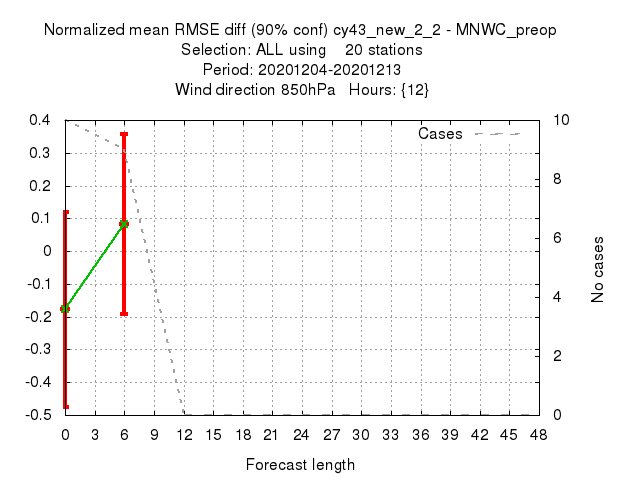 Normalized mean RMSE diff (90% conf) cy43_new_2_2 - MNWC_preop
Selection: ALL using 20 stations
Period: 20201204-20201213
Wind direction 850hPa Hours: {12}
Cases
0.4
0.3
0.2
0.1
0
-0.1
-0.2
-0.3
-0.4
-0.5
10
8
6
4
2
0
No cases
0 3 6 9 12 15 18 21 24 27 30 33 36 39 42 45 48
Forecast length